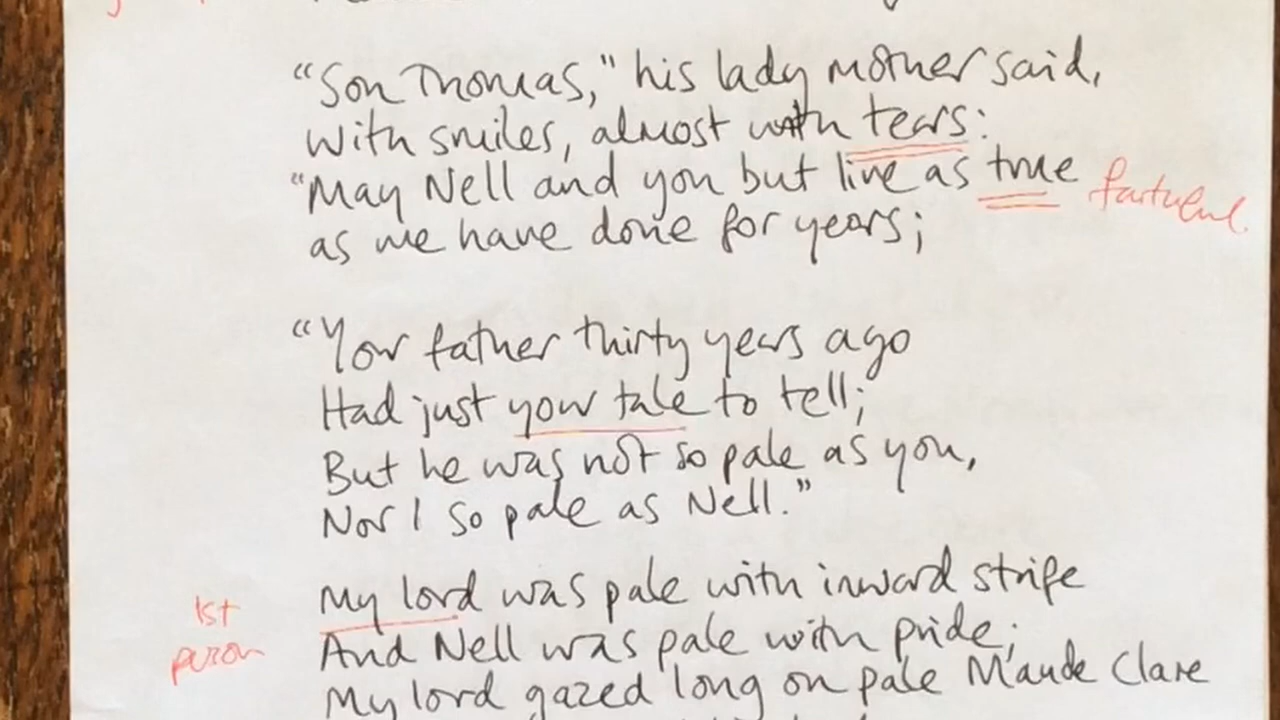 "Son Thomas," his lady mother said,
With smiles, almost with tears:
"May Nell and you but live as true
faithful.
as we have done for years;
"Your father thirty years ago
Had just your tale to tell;
But he was not so pale as you,
Nor I so pale as Nell."
1st
person
My lord was pale with inward strife
And Nell was pale with pride;
My lord gazed long on pale Maude Clare